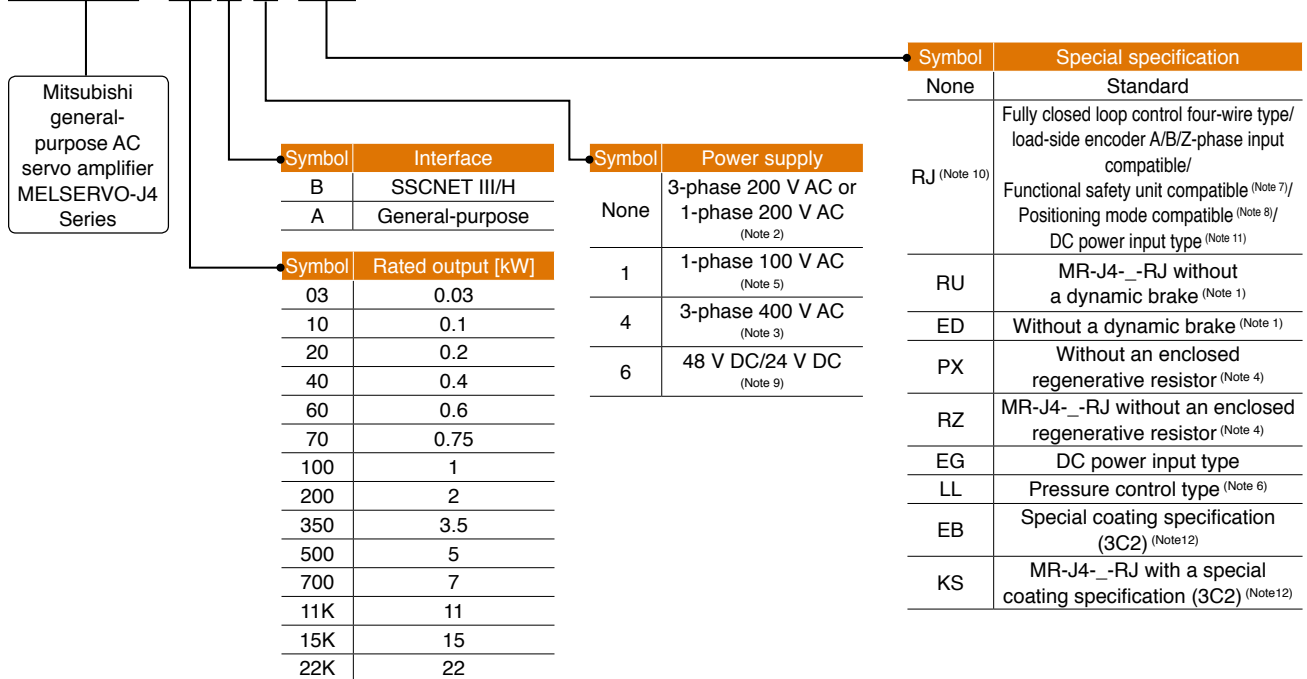 Mitsubishi
general-
purpose AC
servo amplifier
MELSERVO-J4
Series
Symbol Interface
B SSCNET III/H
A General-purpose
Symbol Rated output [kW]
03 0.03
10 0.1
20 0.2
40 0.4
60 0.6
70 0.75
100 1
200 2
350 3.5
500 5
700 7
11K 11
15K 15
22K 22
Symbol Power supply
None 3-phase 200 V AC or
1-phase 200 V AC
(Note 2)
1 1-phase 100 V AC
(Note 5)
4 3-phase 400 V AC
(Note 3)
6 48 V DC/24 V DC
(Note 9)
Symbol Special specification
None Standard
RJ (Note 10) Fully closed loop control four-wire type/
load-side encoder A/B/Z-phase input
compatible/
Functional safety unit compatible (Note 7)/
Positioning mode compatible (Note 8)/
DC power input type (Note 11)
RU MR-J4-_-RJ without
a dynamic brake (Note 1)
ED Without a dynamic brake (Note 1)
PX Without an enclosed
regenerative resistor (Note 4)
RZ MR-J4-_-RJ without an enclosed
regenerative resistor (Note 4)
EG DC power input type
LL Pressure control type (Note 6)
EB Special coating specification
(3C2) (Note12)
KS MR-J4-_-RJ with a special
coating specification (3C2) (Note12)